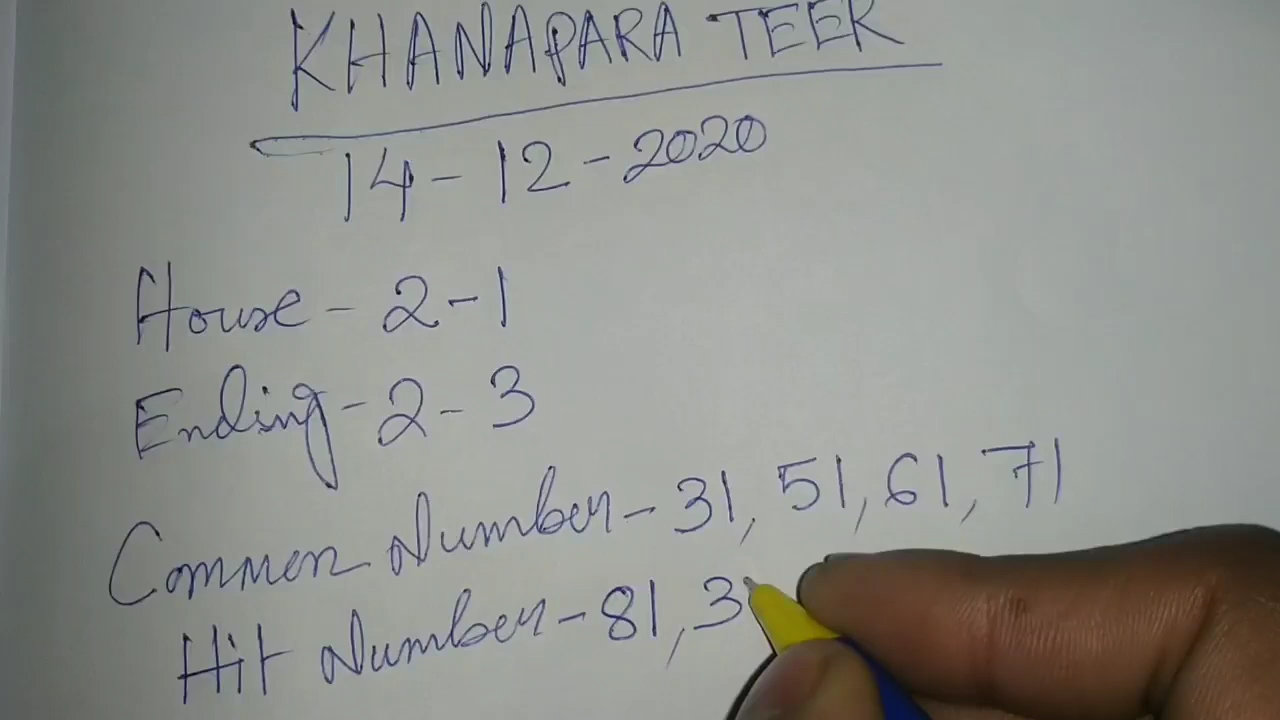 KHANAPARA TEER
14-12-2020
House - 2-1
Ending - 2-3
Common Number - 31, 51, 61, 71
Hit Number - 81, 3